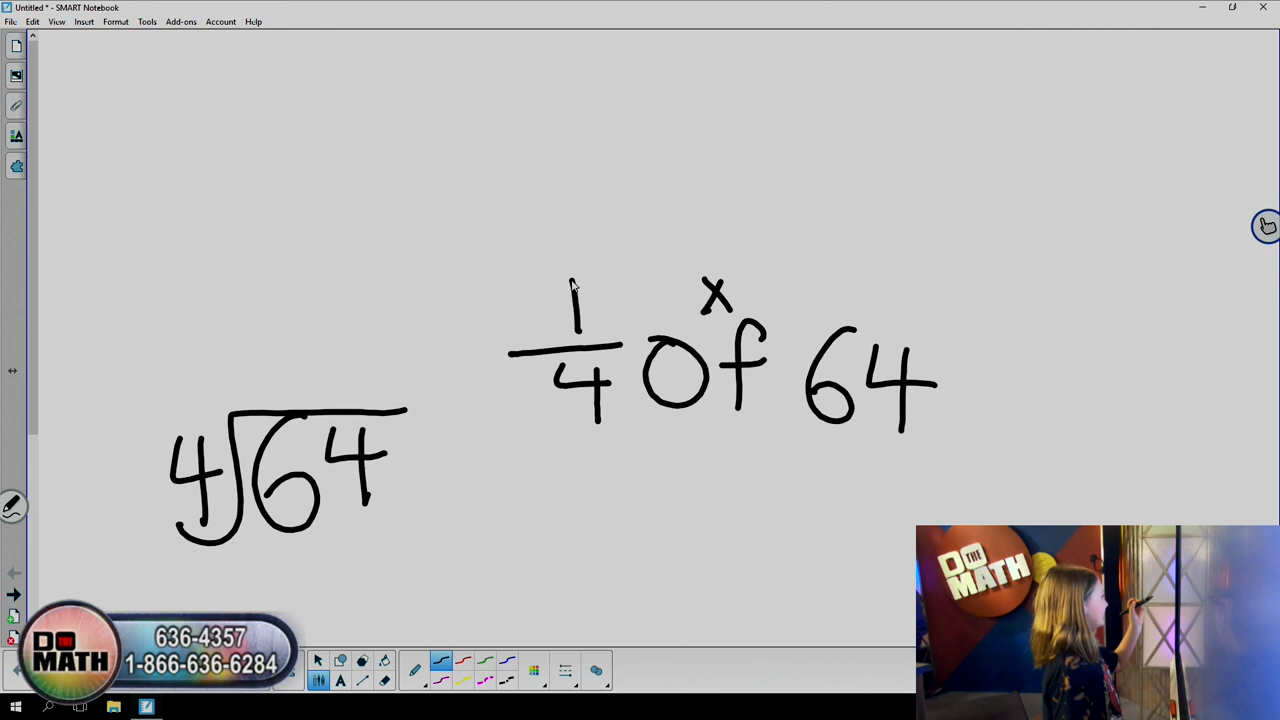 Untitled * - SMART Notebook
File Edit View Insert Format Tools Add-ons Account Help
x
1
4 Of 64
4 64
DO THE MATH
DO THE MATH
636-4357
1-866-636-6284
A